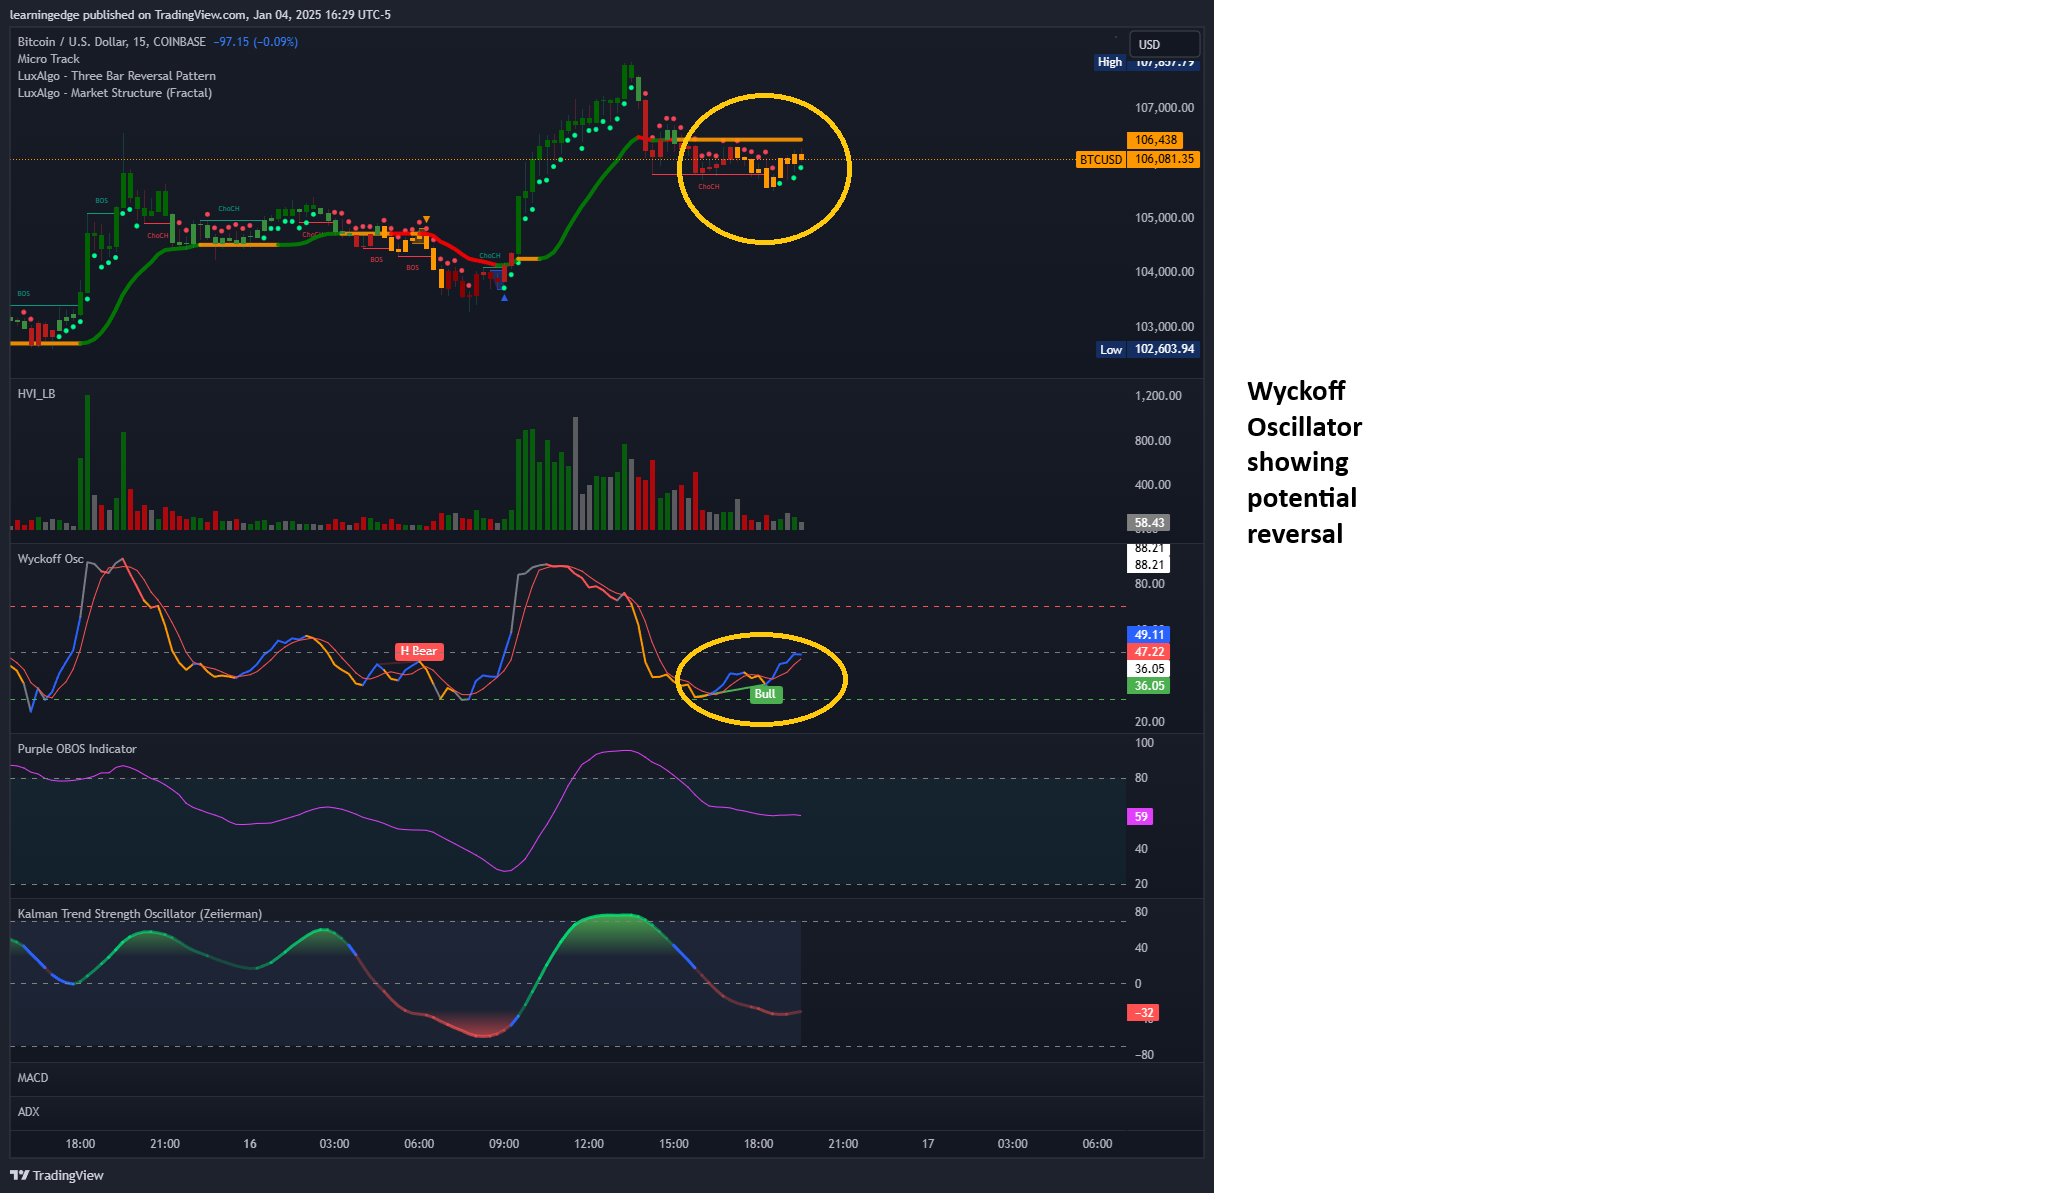 learningedge published on TradingView.com, Jan 04, 2025 16:29 UTC-5
Bitcoin / U.S. Dollar, 15, COINBASE −97.15 (−0.09%)
USD
Micro Track
High 107,857.79
LuxAlgo - Three Bar Reversal Pattern
LuxAlgo - Market Structure (Fractal)
107,000.00
106,438
BTCUSD 106,081.35
105,000.00
104,000.00
103,000.00
Low 102,603.94
BOS
BOS
ChoCH
ChoCH
ChoCH
BOS
BOS
ChoCH
ChoCH
HVI_LB
1,200.00
800.00
400.00
58.43
Wyckoff Osc
88.21
88.21
80.00
49.11
47.22
36.05
36.05
20.00
H Bear
Bull
Purple OBOS Indicator
100
80
59
40
20
Kalman Trend Strength Oscillator (Zeiierman)
80
40
0
−32
−80
MACD
ADX
18:00 21:00 16 03:00 06:00 09:00 12:00 15:00 18:00 21:00 17 03:00 06:00
TradingView
Wyckoff
Oscillator
showing
potential
reversal